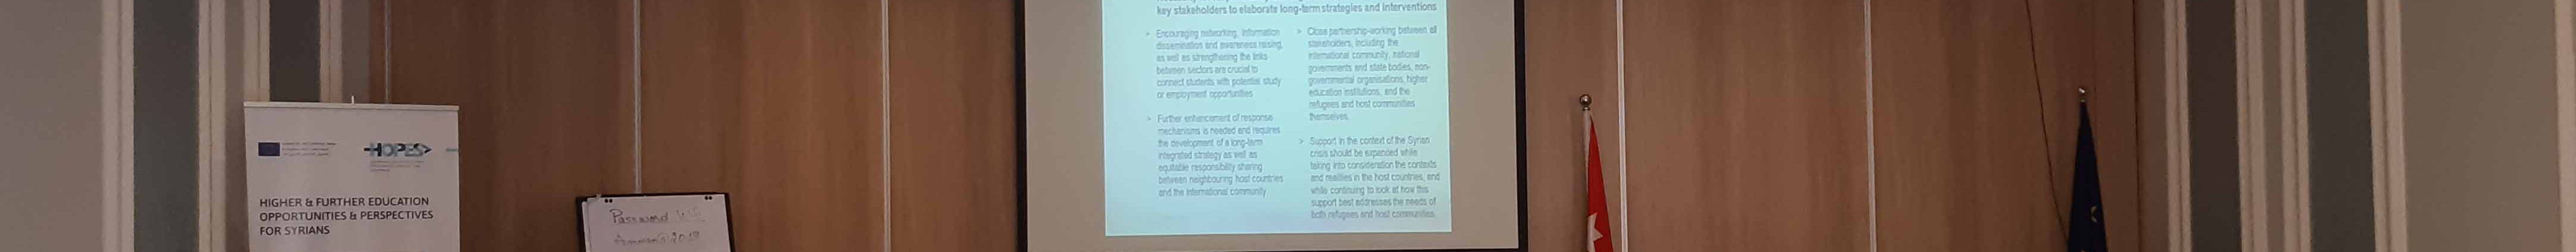 HOPES
HIGHER & FURTHER EDUCATION
OPPORTUNITIES & PERSPECTIVES
FOR SYRIANS
Password
key stakeholders to elaborate long-term strategies and interventions
> Encouraging networking, information
dissemination and awareness raising,
as well as strengthening the links
between sectors are crucial to
connect students with potential study
or employment opportunities
> Further enhancement of response
mechanisms is needed and requires
the development of a long-term
integrated strategy as well as
equitable responsibility sharing
between neighbouring host countries
and the international community
> Close partnership-working between all
stakeholders, including the
international community, national
governments and state bodies, non-
governmental organisations, higher
education institutions, and the
refugees and host communities
themselves.
> Support in the context of the Syrian
crisis should be expanded while
taking into consideration the contexts
and realities in the host countries, and
while continuing to look at how this
support best addresses the needs of
both refugees and host communities.